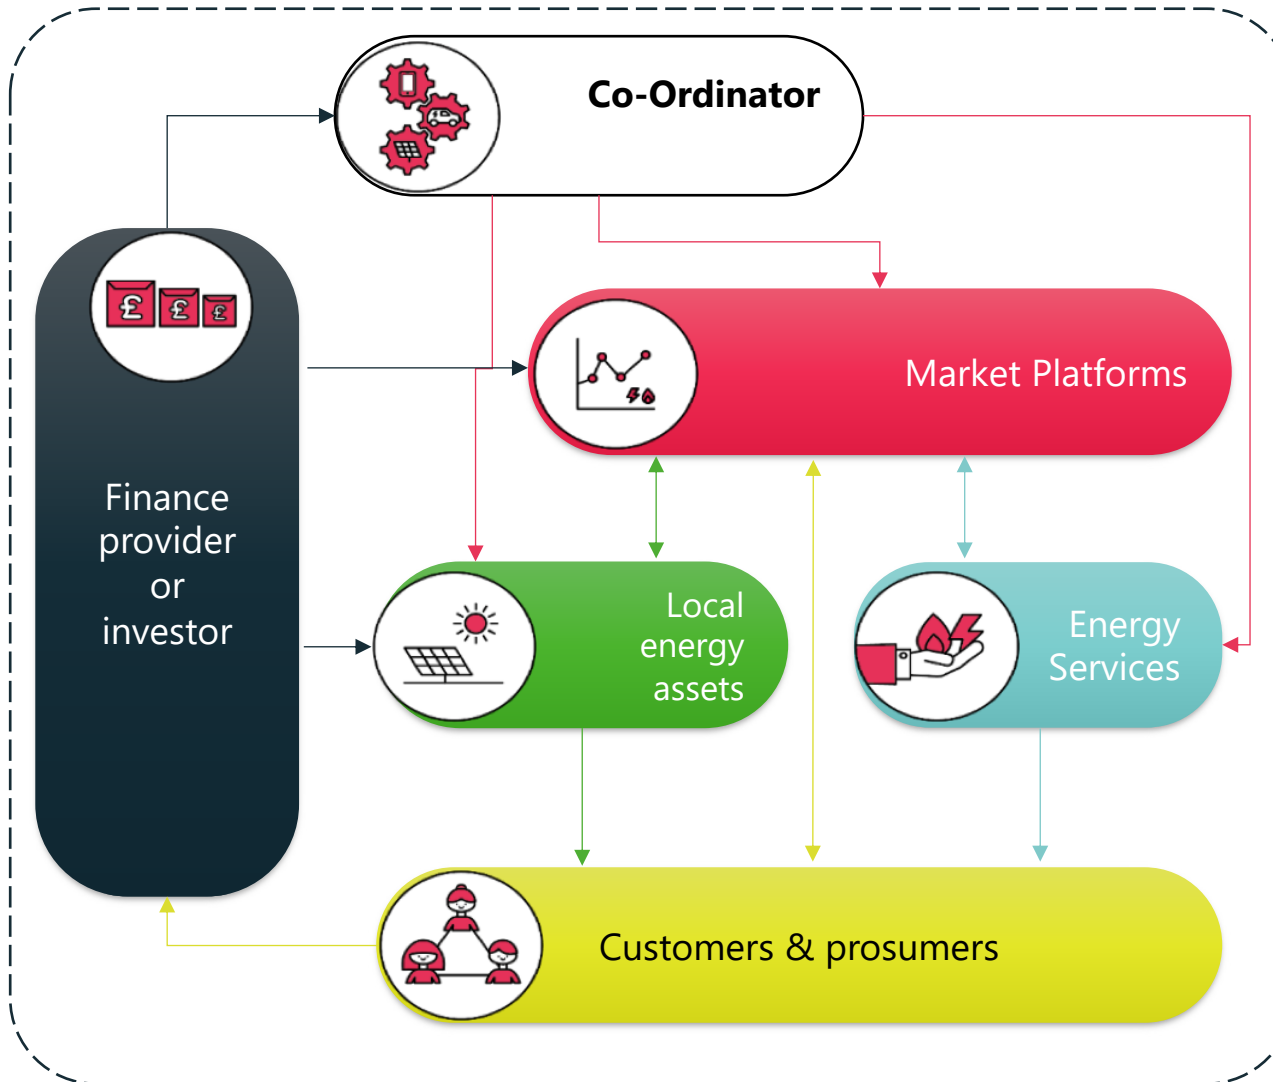 Co-Ordinator
£ £ £
Market Platforms
Finance
provider
or
investor
Local
energy
assets
Energy
Services
Customers & prosumers